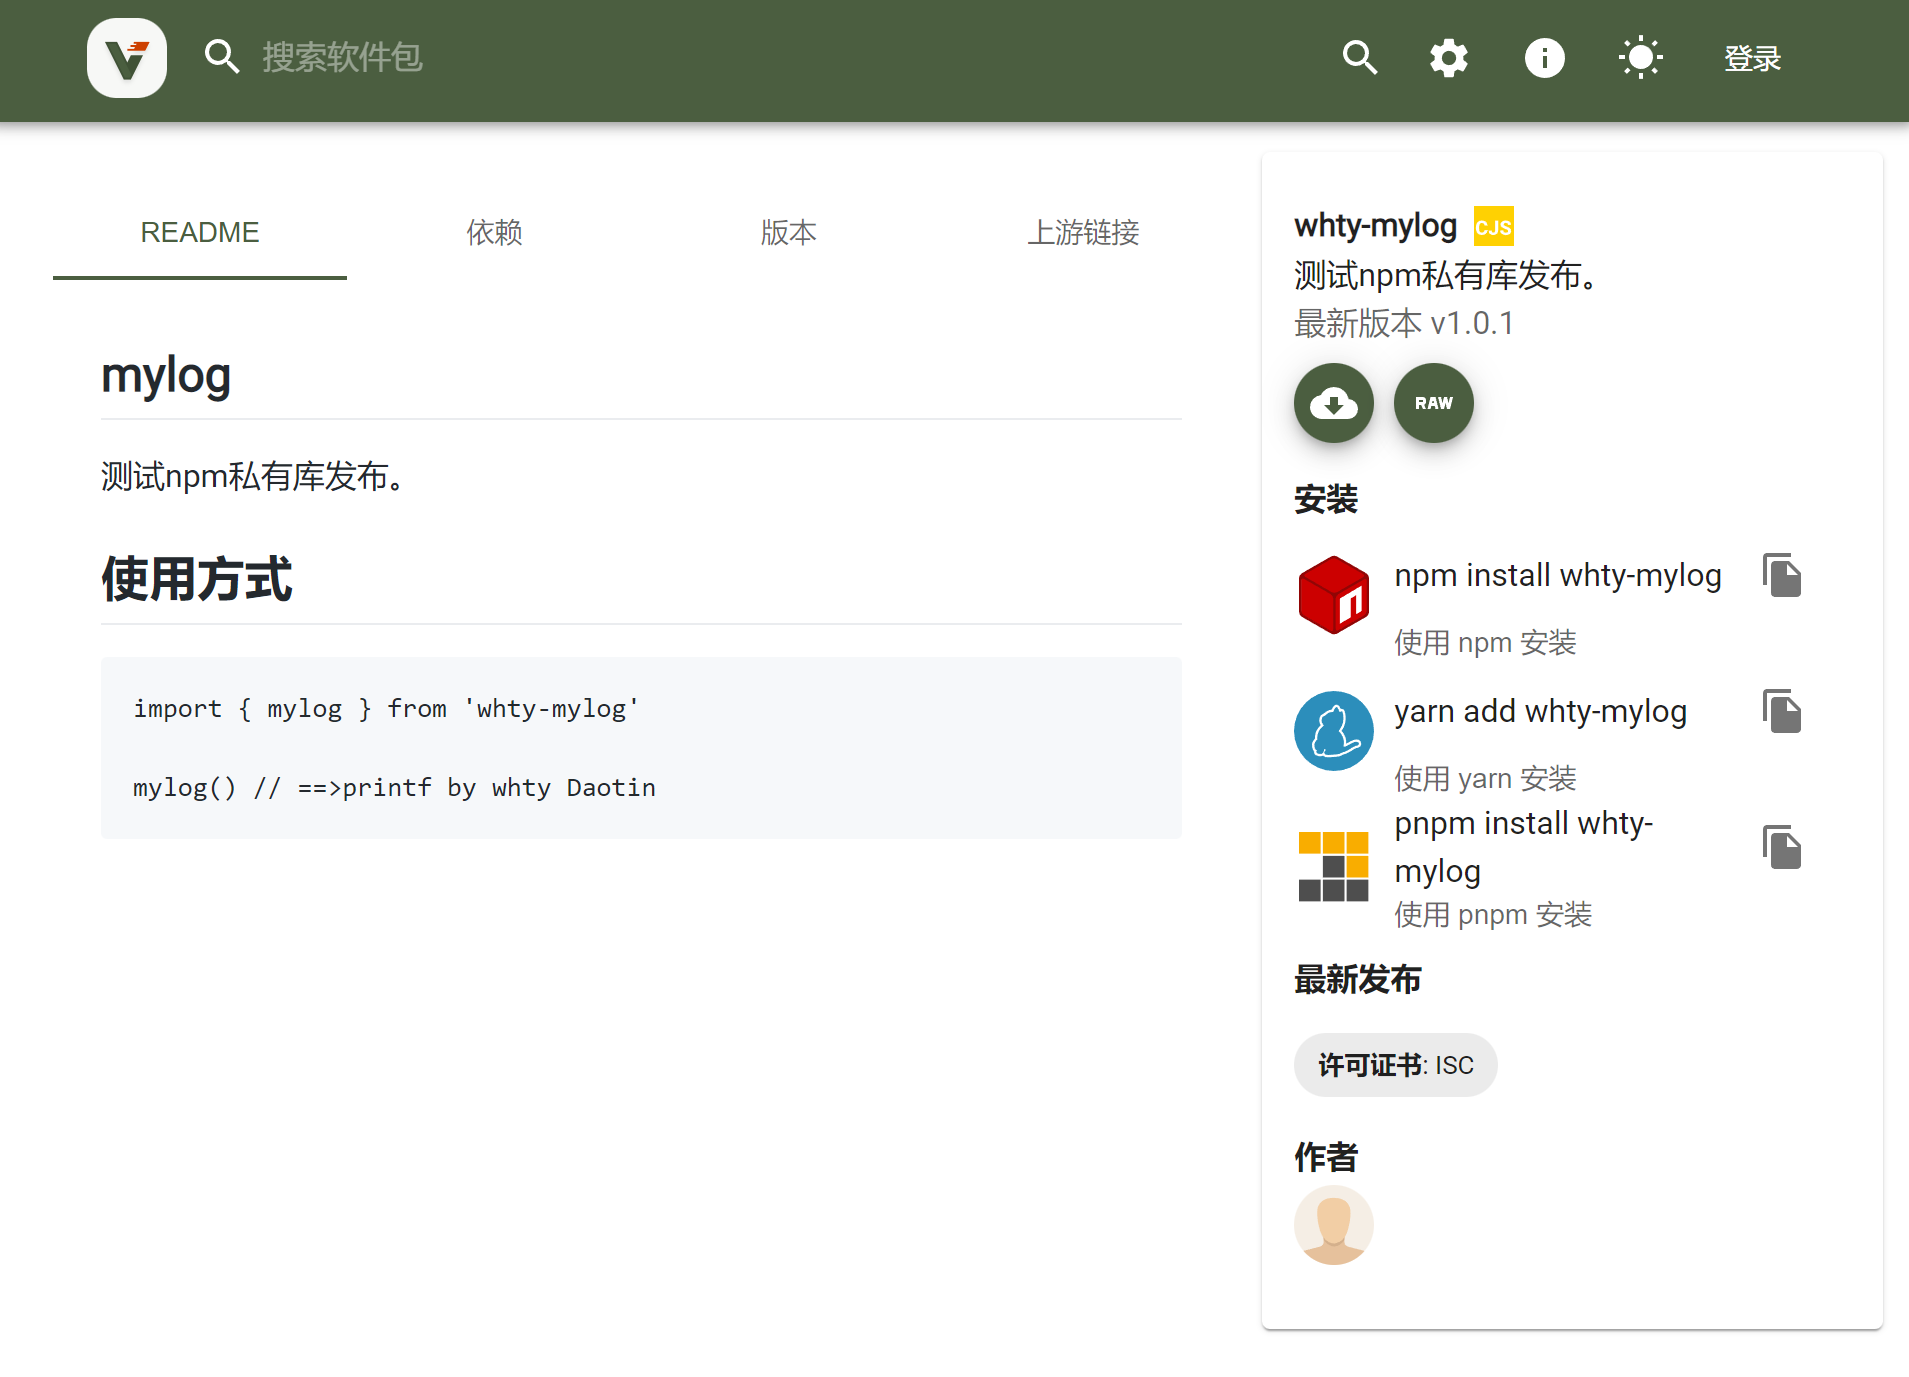 搜索软件包
登录
README
依赖
版本
上游链接
mylog
测试npm私有库发布。
使用方式
import { mylog } from 'whty-mylog'
mylog() // ==>printf by whty Daotin
whty-mylog
CJS
测试npm私有库发布。
最新版本 v1.0.1
RAW
安装
npm install whty-mylog
使用 npm 安装
yarn add whty-mylog
使用 yarn 安装
pnpm install whty-
mylog
使用 pnpm 安装
最新发布
许可证书: ISC
作者